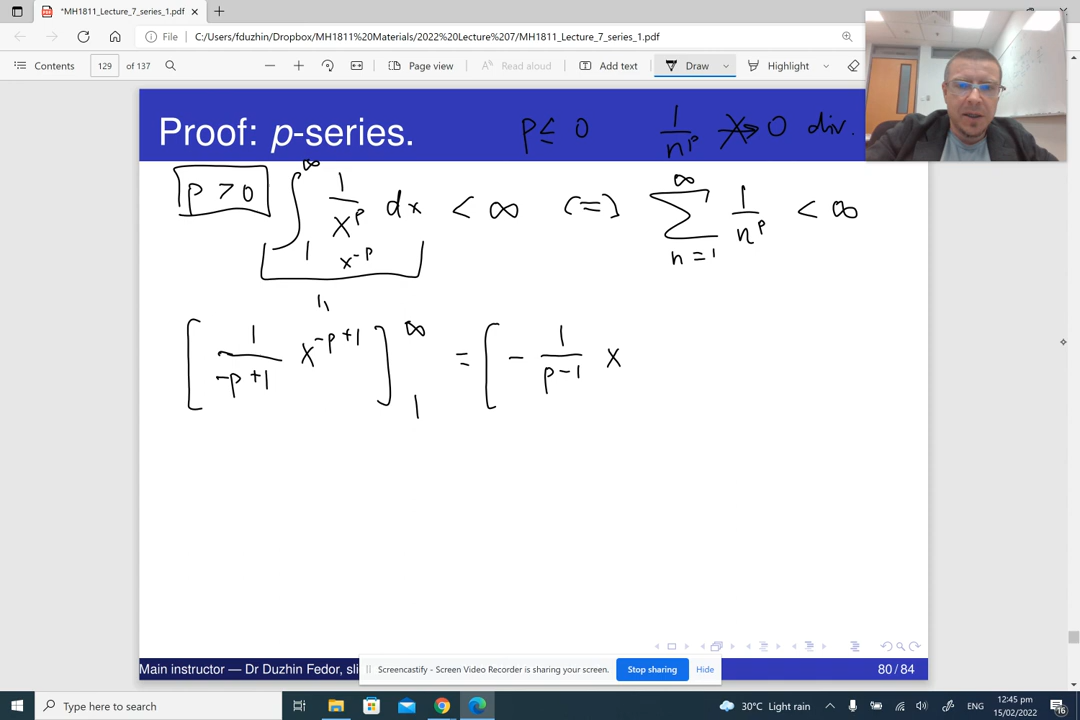 *MH1811_Lecture_7_series_1.pdf
File C:/Users/fduzhin/Dropbox/MH1811%20Materials/2022%20Lecture%207/MH1811_Lecture_7_series_1.pdf
Contents 129 of 137 Page view Read aloud Add text Draw Highlight
Proof: p-series. p ≤ 0 1/n^p ↛ 0 div.
p > 0 ∫_1^∞ 1/x^p dx < ∞ (=) ∑_{n=1}^∞ 1/n^p < ∞
x^-p
[ 1/(-p+1) x^{-p+1} ]_1^∞ = [ - 1/(p-1) x
Main instructor — Dr Duzhin Fedor, sli
80 / 84
Screencastify - Screen Video Recorder is sharing your screen. Stop sharing Hide
Type here to search 30°C Light rain ENG 12:45 pm
15/02/2022 16